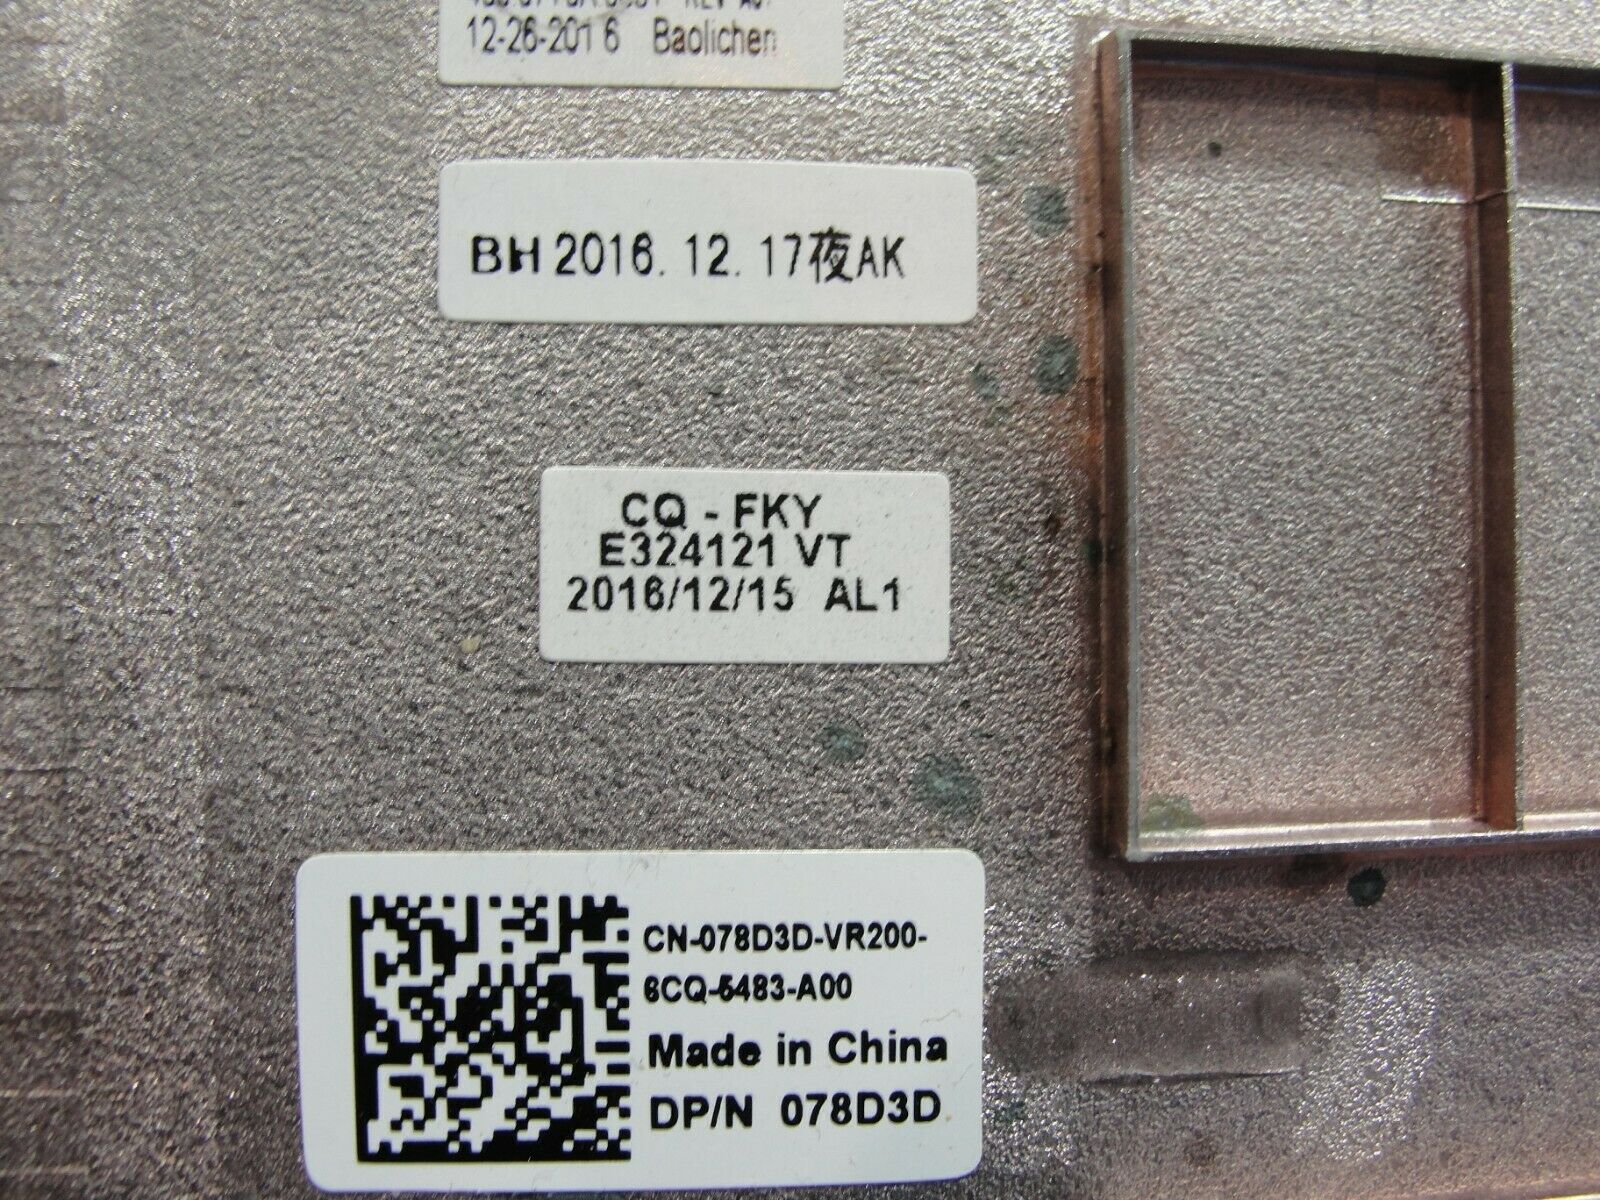 12-26-2016 Baolichen
BH 2016. 12. 17夜AK
CQ - FKY
E324121 VT
2016/12/15 AL1
CN-078D3D-VR200-
6CQ-5483-A00
Made in China
DP/N 078D3D